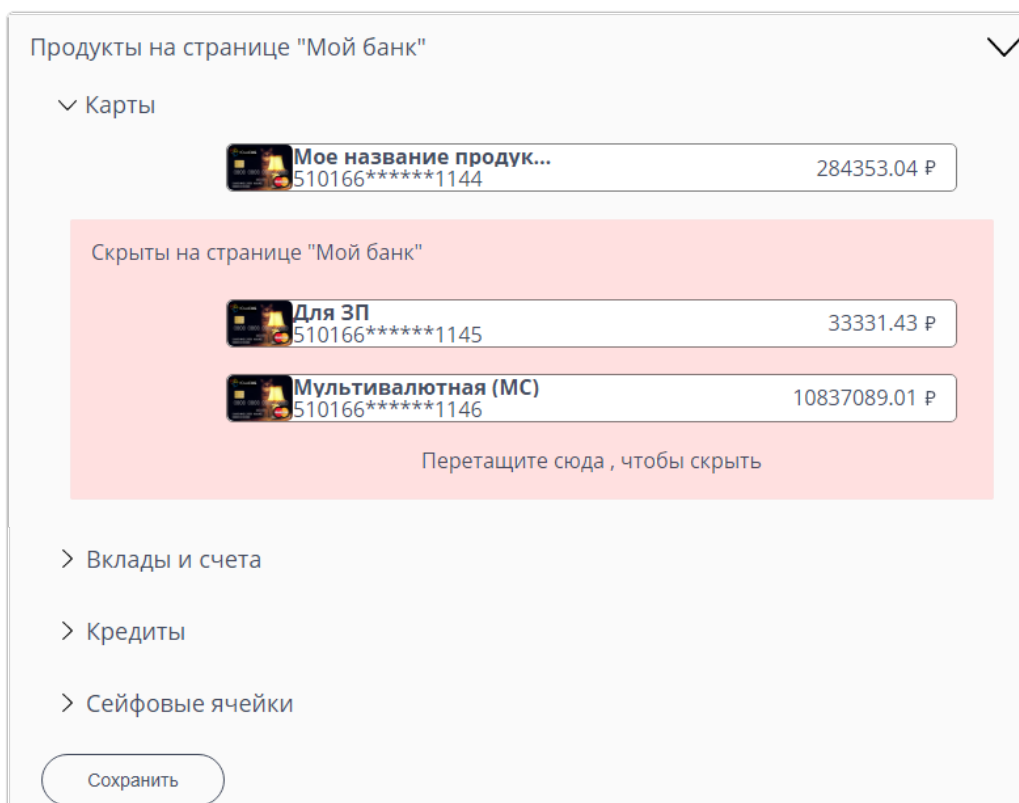 Продукты на странице "Мой банк"
Карты
Мое название продук...
510166******1144
284353.04 ₽
Скрыты на странице "Мой банк"
Для ЗП
510166******1145
33331.43 ₽
Мультивалютная (МС)
510166******1146
10837089.01 ₽
Перетащите сюда , чтобы скрыть
Вклады и счета
Кредиты
Сейфовые ячейки
Сохранить